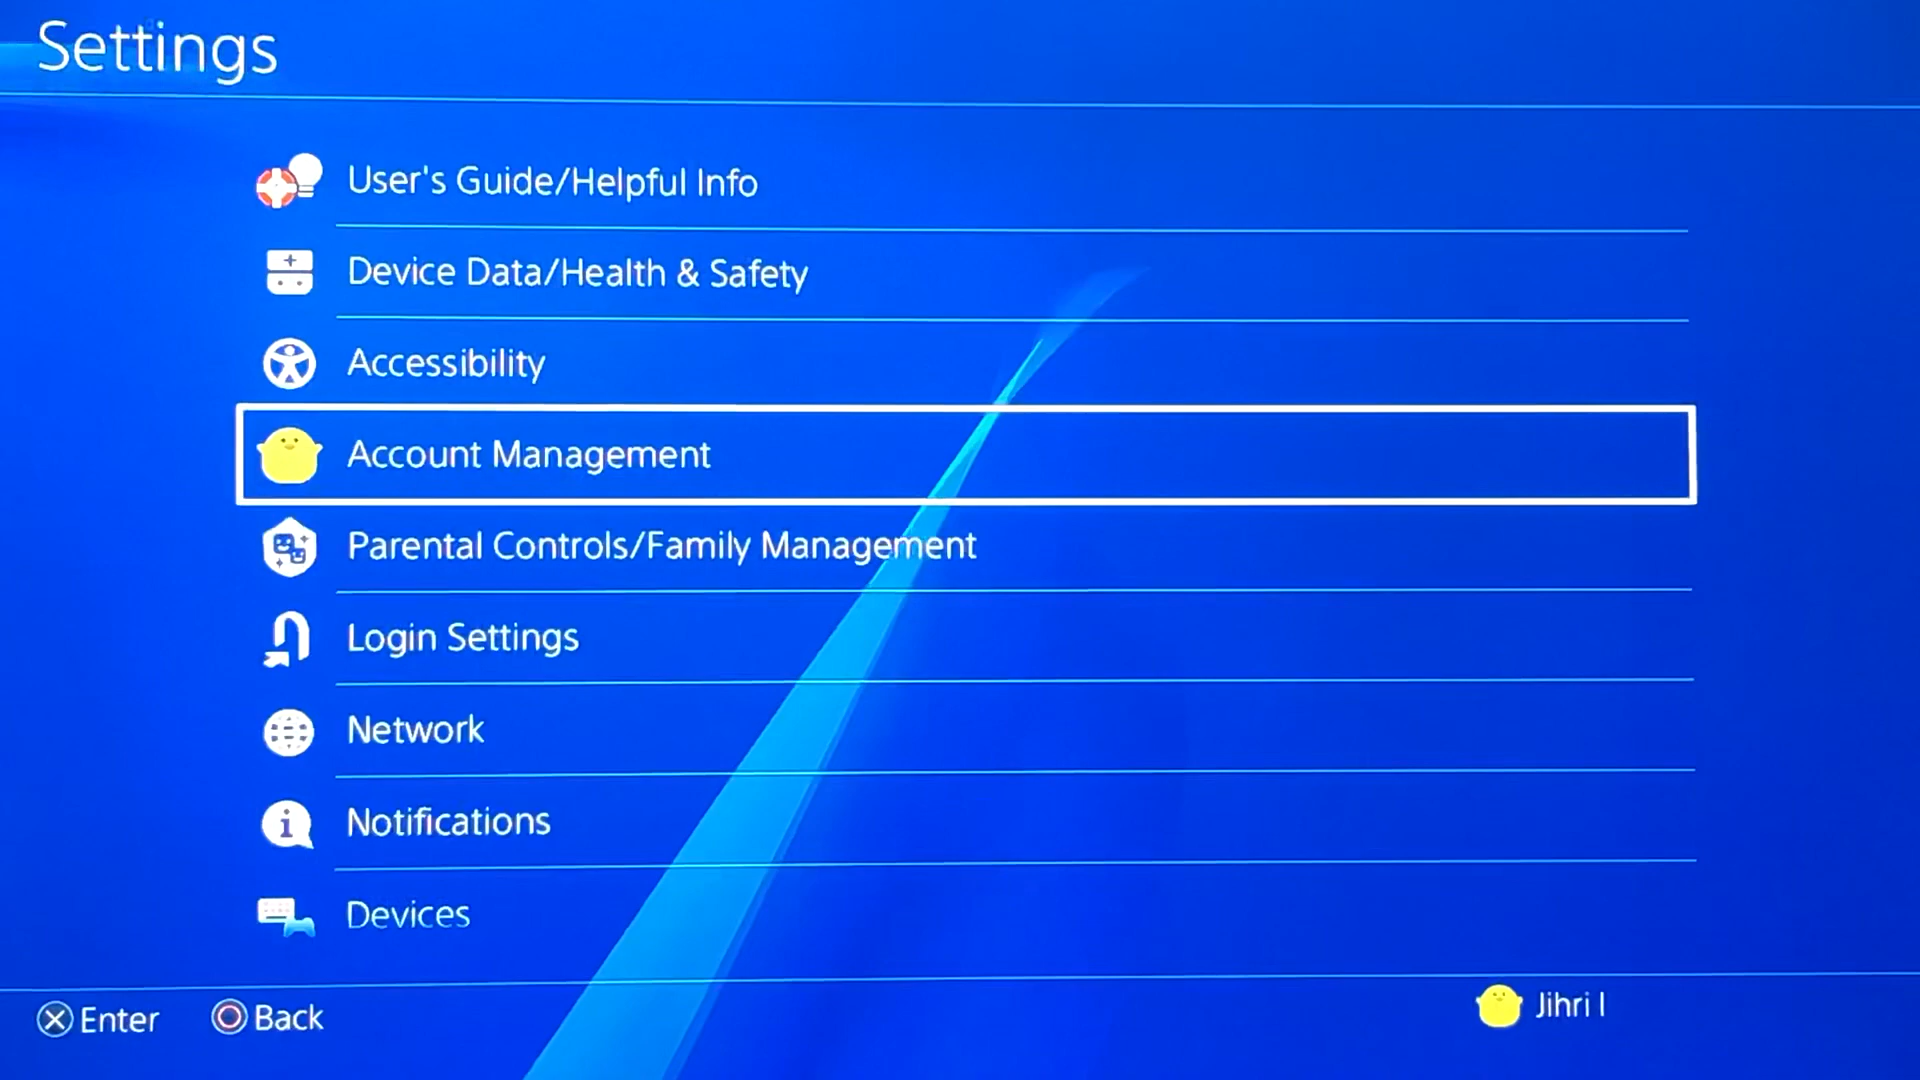 Settings
User's Guide/Helpful Info
Device Data/Health & Safety
Accessibility
Account Management
Parental Controls/Family Management
Login Settings
Network
Notifications
Devices
Enter
Back
Jihri I